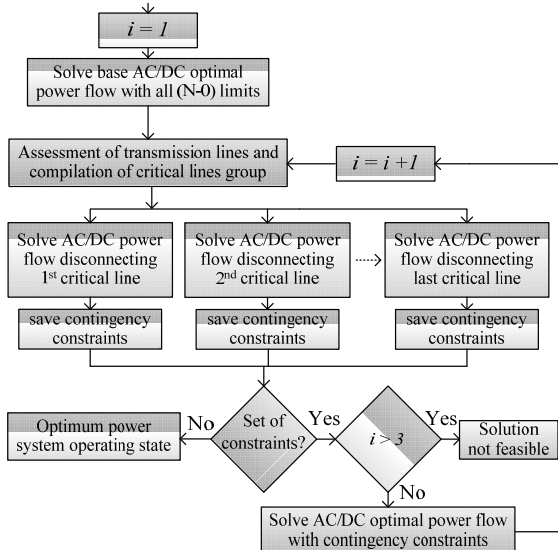 i = 1
Solve base AC/DC optimal
power flow with all (N-0) limits
Assessment of transmission lines and
compilation of critical lines group
i = i +1
Solve AC/DC power
flow disconnecting
1st critical line
Solve AC/DC power
flow disconnecting
2nd critical line
Solve AC/DC power
flow disconnecting
last critical line
save contingency
constraints
save contingency
constraints
save contingency
constraints
Optimum power
system operating state
No
Set of
constraints?
Yes
i > 3
Yes
Solution
not feasible
No
Solve AC/DC optimal power flow
with contingency constraints